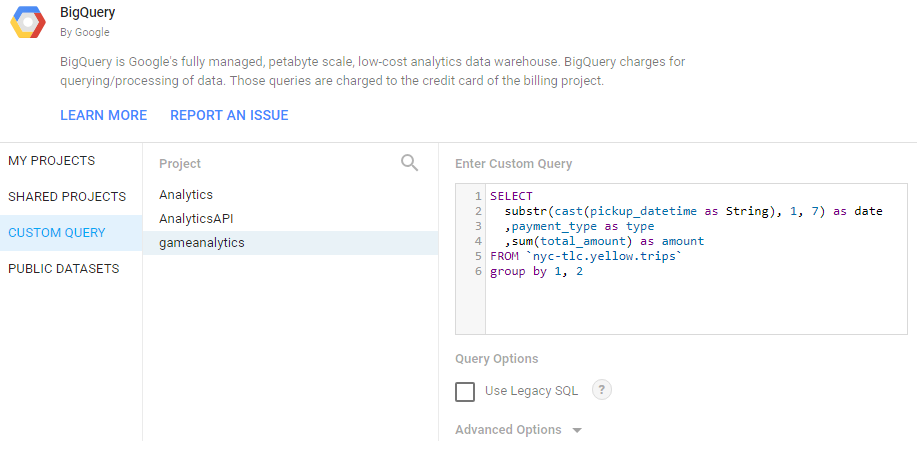 BigQuery
By Google
BigQuery is Google's fully managed, petabyte scale, low-cost analytics data warehouse. BigQuery charges for
querying/processing of data. Those queries are charged to the credit card of the billing project.
LEARN MORE REPORT AN ISSUE
MY PROJECTS
SHARED PROJECTS
CUSTOM QUERY
PUBLIC DATASETS
Project
Analytics
AnalyticsAPI
gameanalytics
Enter Custom Query
1 SELECT
2 substr(cast(pickup_datetime as String), 1, 7) as date
3 ,payment_type as type
4 ,sum(total_amount) as amount
5 FROM `nyc-tlc.yellow.trips`
6 group by 1, 2
Query Options
Use Legacy SQL ?
Advanced Options